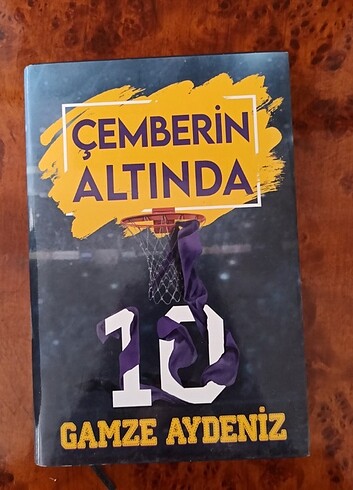 ÇEMBERİN
ALTINDA
10
GAMZE AYDENİZ